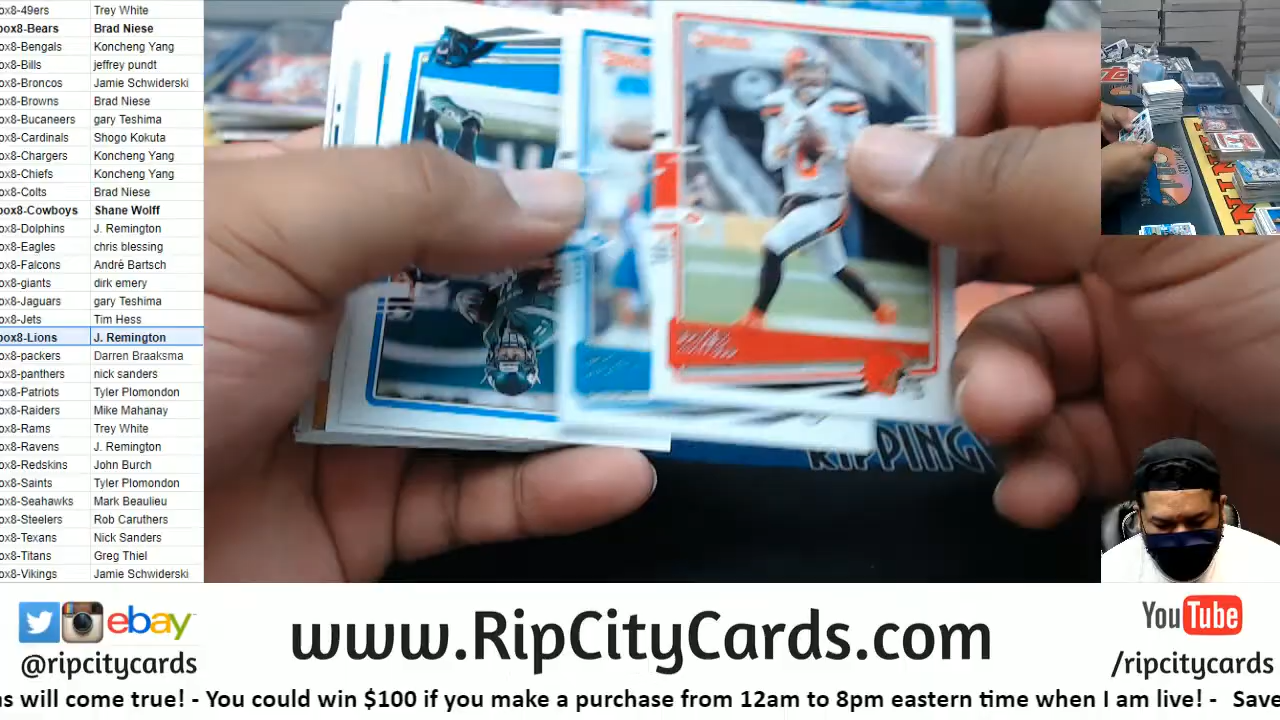 ox8-49ers Trey White
box8-Bears Brad Niese
ox8-Bengals Koncheng Yang
ox8-Bills jeffrey pundt
ox8-Broncos Jamie Schwiderski
ox8-Browns Brad Niese
ox8-Bucaneers gary Teshima
ox8-Cardinals Shogo Kokuta
ox8-Chargers Koncheng Yang
ox8-Chiefs Koncheng Yang
ox8-Colts Brad Niese
box8-Cowboys Shane Wolff
ox8-Dolphins J. Remington
ox8-Eagles chris blessing
ox8-Falcons André Bartsch
ox8-giants dirk emery
ox8-Jaguars gary Teshima
ox8-Jets Tim Hess
box8-Lions J. Remington
ox8-packers Darren Braaksma
ox8-panthers nick sanders
ox8-Patriots Tyler Plomondon
ox8-Raiders Mike Mahanay
ox8-Rams Trey White
ox8-Ravens J. Remington
ox8-Redskins John Burch
ox8-Saints Tyler Plomondon
ox8-Seahawks Mark Beaulieu
ox8-Steelers Rob Caruthers
ox8-Texans Nick Sanders
ox8-Titans Greg Thiel
ox8-Vikings Jamie Schwiderski
RIPPING
ebay
@ripcitycards
www.RipCityCards.com
YouTube
/ripcitycards
as will come true! - You could win $100 if you make a purchase from 12am to 8pm eastern time when I am live! - Save